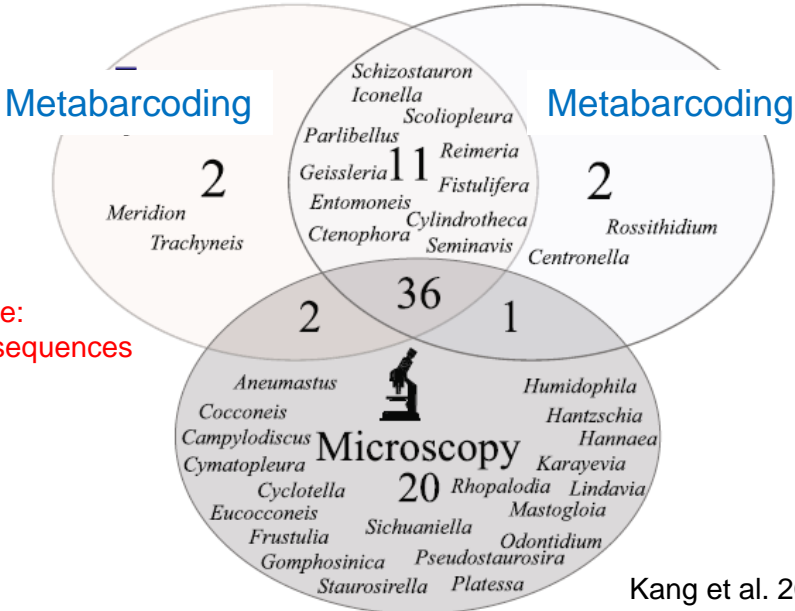 Metabarcoding
2
Meridion
Trachyneis
Schizostauron
Iconella
Scoliopleura
Parlibellus
Reimeria
Geissleria 11
Fistulifera
Entomoneis
Cylindrotheca
Ctenophora
Seminavis
Metabarcoding
2
Rossithidium
Centronella
2
36
1
e:
sequences
Aneumastus
Humidophila
Cocconeis
Hantzschia
Campylodiscus
Hannaea
Microscopy
Cymatopleura
Karayevia
Cyclotella
20
Rhopalodia
Lindavia
Eucocconeis
Mastogloia
Sichuaniella
Frustulia
Odontidium
Gomphosinica
Pseudostaurosira
Staurosirella
Platessa
Kang et al. 20